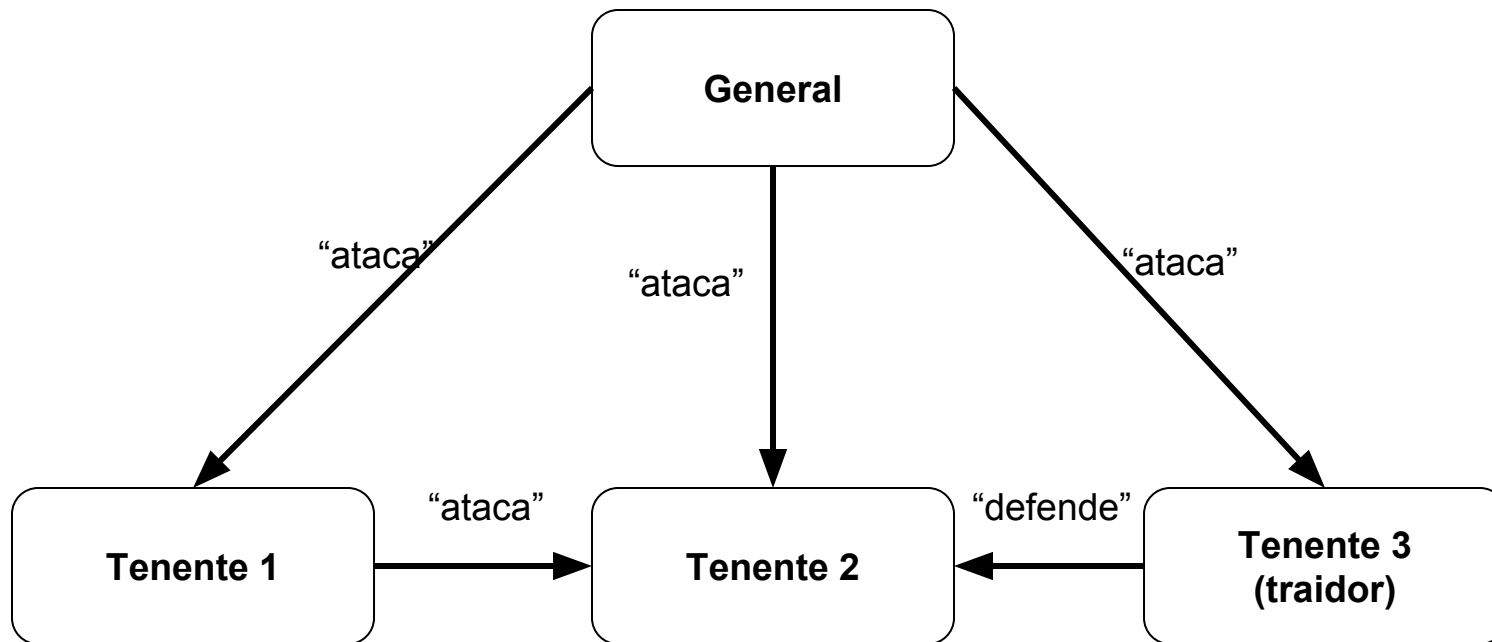 General
“ataca”
“ataca”
“ataca”
“ataca”
“defende”
Tenente 1
Tenente 2
Tenente 3
(traidor)